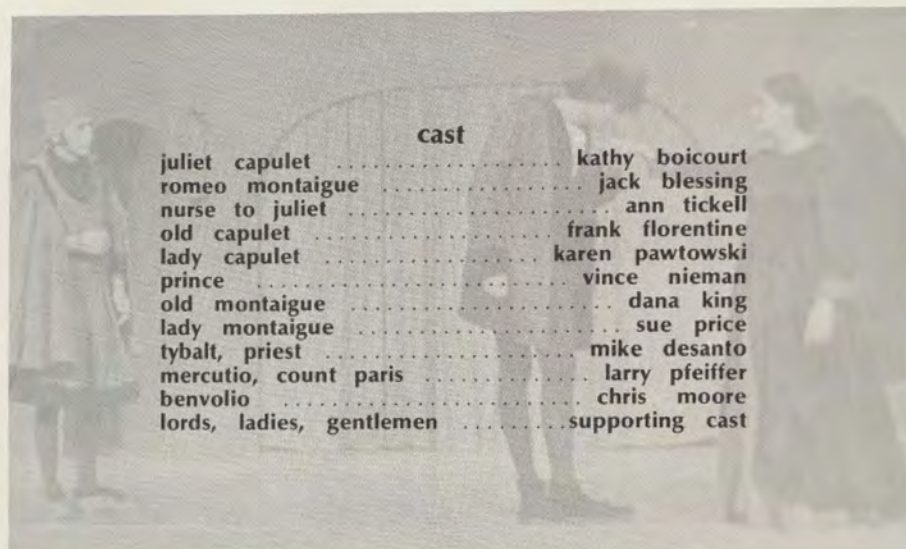 cast
juliet capulet .................... kathy boicourt
romeo montaigue ................. jack blessing
nurse to juliet ...................... ann tickell
old capulet ..................... frank florentine
lady capulet .................. karen pawtowski
prince ............................ vince nieman
old montaigue ....................... dana king
lady montaigue ....................... sue price
tybalt, priest ..................... mike desanto
mercutio, count paris .............. larry pfeiffer
benvolio .......................... chris moore
lords, ladies, gentlemen .........supporting cast